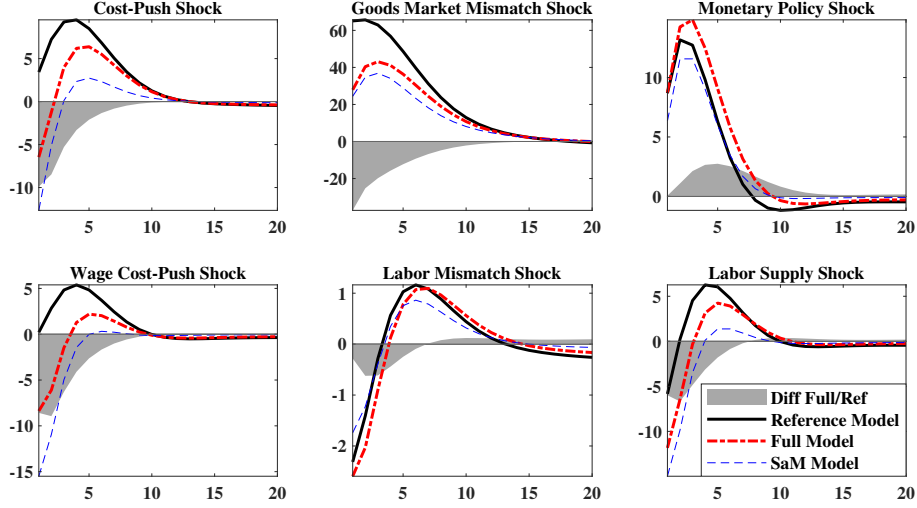 Cost-Push Shock
Goods Market Mismatch Shock
Monetary Policy Shock
5
0
-5
-10
5 10 15 20
60
40
20
0
-20
5 10 15 20
10
5
0
5 10 15 20
Wage Cost-Push Shock
Labor Mismatch Shock
Labor Supply Shock
5
0
-5
-10
-15
5 10 15 20
1
0
-1
-2
5 10 15 20
5
0
-5
-10
5 10 15 20
Diff Full/Ref
Reference Model
Full Model
SaM Model